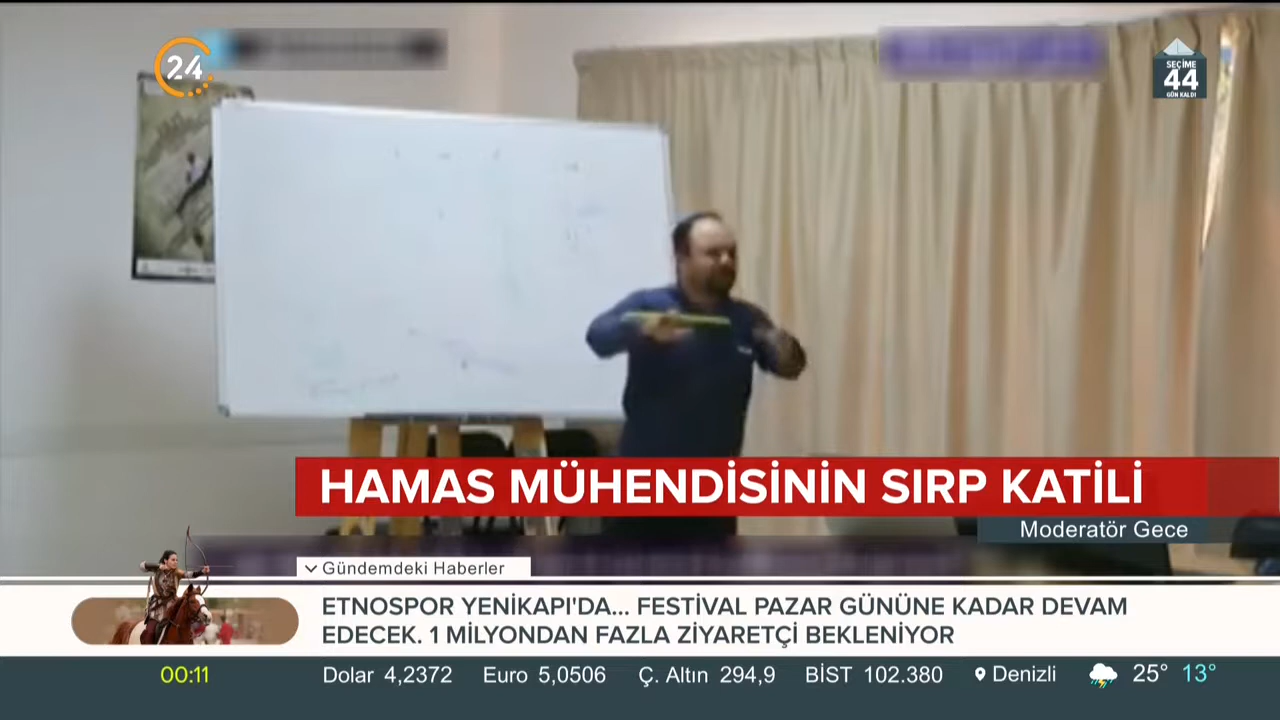 24
SEÇİME
44
GÜN KALDI
HAMAS MÜHENDİSİNİN SIRP KATİLİ
Moderatör Gece
Gündemdeki Haberler
ETNOSPOR YENİKAPI'DA... FESTİVAL PAZAR GÜNÜNE KADAR DEVAM
EDECEK. 1 MİLYONDAN FAZLA ZİYARETÇİ BEKLENİYOR
00:11 Dolar 4,2372 Euro 5,0506 Ç. Altın 294,9 BİST 102.380 Denizli 25° 13°